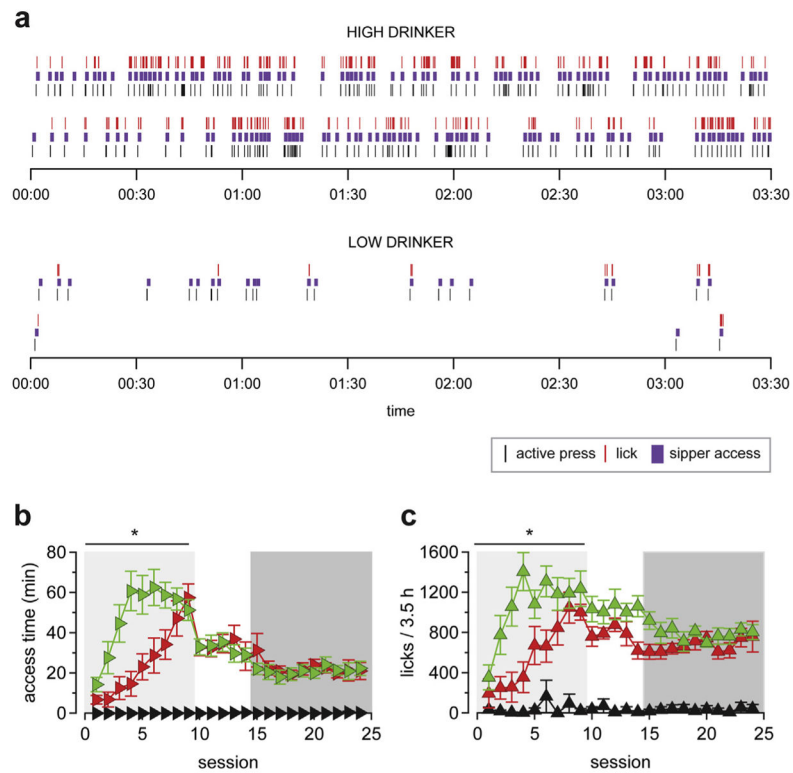 a
HIGH DRINKER
00:00 00:30 01:00 01:30 02:00 02:30 03:00 03:30
LOW DRINKER
00:00 00:30 01:00 01:30 02:00 02:30 03:00 03:30
time
active press lick sipper access
b
*
80
60
40
20
0
access time (min)
0 5 10 15 20 25
session
c
*
1600
1200
800
400
0
licks / 3.5 h
0 5 10 15 20 25
session